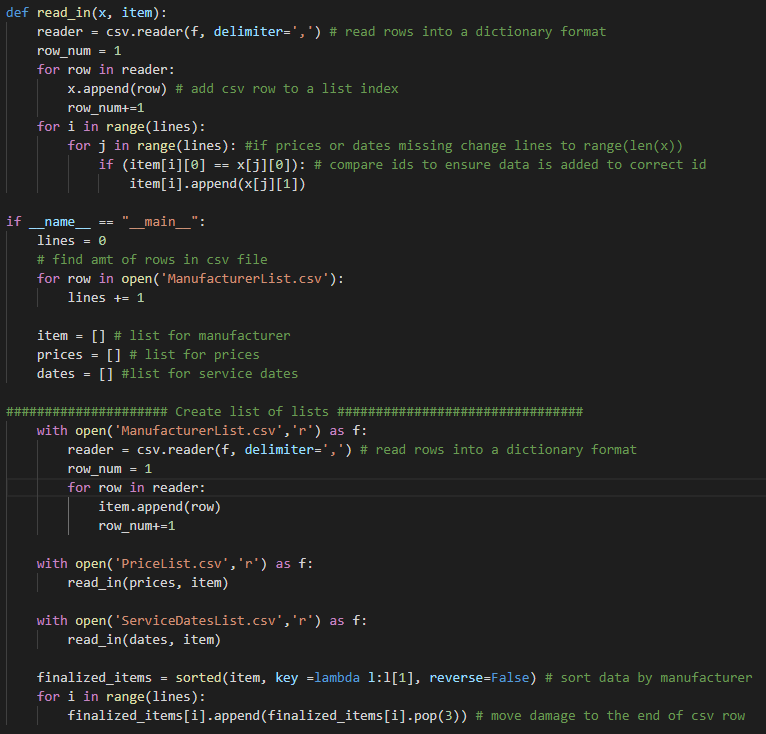 def read_in(x, item):
    reader = csv.reader(f, delimiter=',') # read rows into a dictionary format
    row_num = 1
    for row in reader:
        x.append(row) # add csv row to a list index
        row_num+=1
    for i in range(lines):
        for j in range(lines): #if prices or dates missing change lines to range(len(x))
            if (item[i][0] == x[j][0]): # compare ids to ensure data is added to correct id
                item[i].append(x[j][1])

if __name__ == "__main__":
    lines = 0
    # find amt of rows in csv file
    for row in open('ManufacturerList.csv'):
        lines += 1

    item = [] # list for manufacturer
    prices = [] # list for prices
    dates = [] #list for service dates

##################### Create list of lists ################################
    with open('ManufacturerList.csv','r') as f:
        reader = csv.reader(f, delimiter=',') # read rows into a dictionary format
        row_num = 1
        for row in reader:
            item.append(row)
            row_num+=1

    with open('PriceList.csv','r') as f:
        read_in(prices, item)

    with open('ServiceDatesList.csv','r') as f:
        read_in(dates, item)

    finalized_items = sorted(item, key =lambda l:l[1], reverse=False) # sort data by manufacturer
    for i in range(lines):
        finalized_items[i].append(finalized_items[i].pop(3)) # move damage to the end of csv row